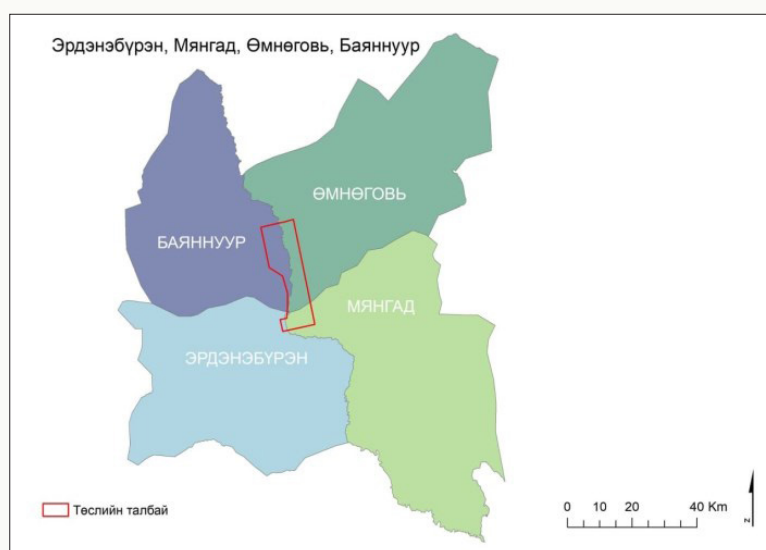 Эрдэнэбүрэн, Мянгад, Өмнөговь, Баяннуур
ӨМНӨГОВЬ
БАЯННУУР
МЯНГАД
ЭРДЭНЭБҮРЭН
Төслийн талбай
0 10 20 40 Km
N